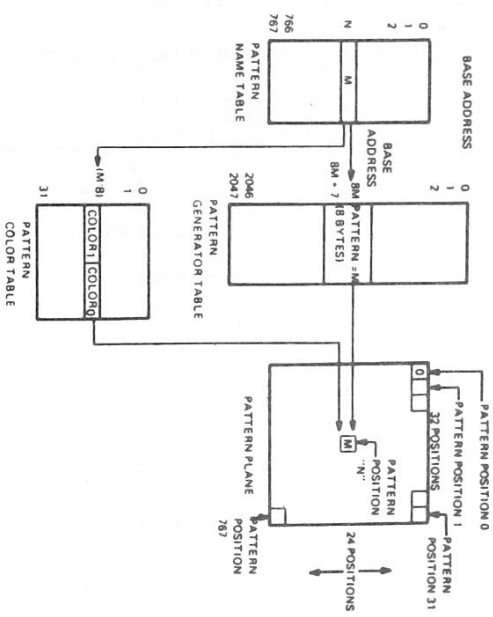 BASE ADDRESS
0
1
2
N
M
766
767
PATTERN
NAME TABLE
BASE
ADDRESS
0
1
2
8M
8M + 7
PATTERN =M
(8 BYTES)
2046
2047
PATTERN
GENERATOR TABLE
0
1
(M·8)
COLOR1 COLOR0
31
PATTERN
COLOR TABLE
PATTERN POSITION 0
PATTERN POSITION 1
PATTERN
POSITION 31
32 POSITIONS
0
24 POSITIONS
PATTERN
POSITION
"N"
M
PATTERN PLANE
PATTERN
POSITION
767